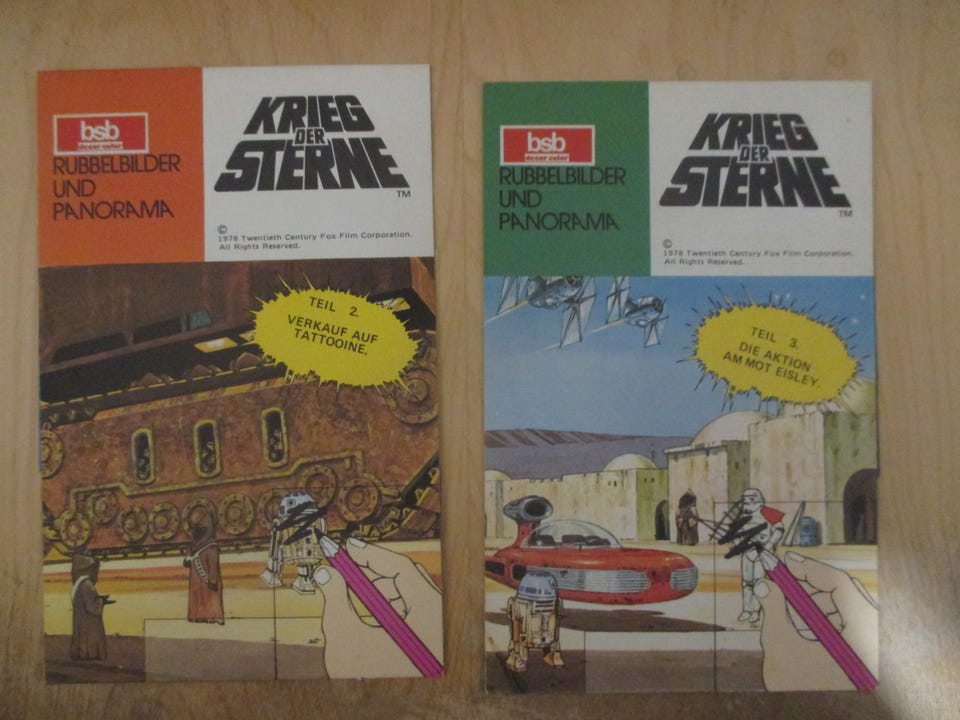 bsb
decor color
RUBBELBILDER
UND
PANORAMA
KRIEG
DER
STERNE
TM
©
1978 Twentieth Century Fox Film Corporation.
All Rights Reserved.
TEIL 2.
VERKAUF AUF
TATTOOINE.
bsb
decor color
RUBBELBILDER
UND
PANORAMA
KRIEG
DER
STERNE
TM
©
1978 Twentieth Century Fox Film Corporation.
All Rights Reserved.
TEIL 3.
DIE AKTION
AM MOT EISLEY.